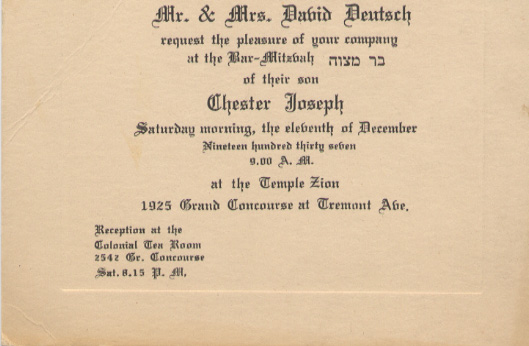 Mr. & Mrs. David Deutsch
request the pleasure of your company
at the Bar-Mitzvah בר מצוה
of their son
Chester Joseph
Saturday morning, the eleventh of December
Nineteen hundred thirty seven
9.00 A. M.
at the Temple Zion
1925 Grand Concourse at Tremont Ave.
Reception at the
Colonial Tea Room
2542 Gr. Concourse
Sat. 8.15 P. M.